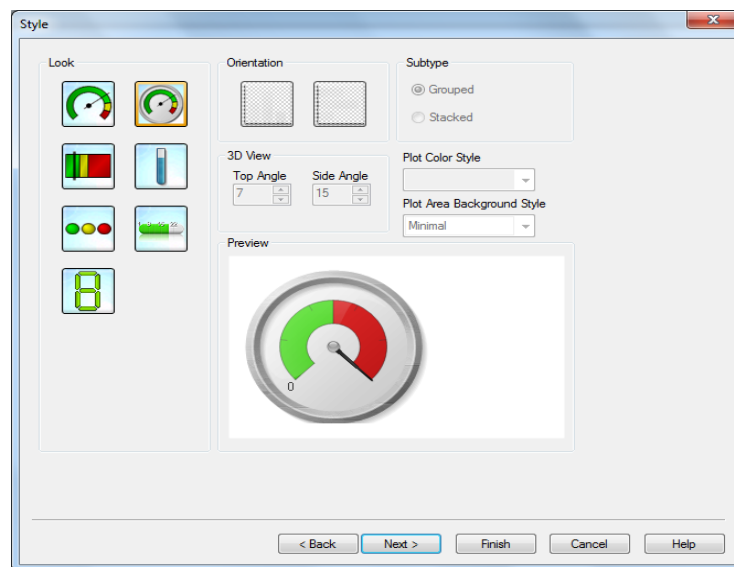 Style
Look
Orientation
Subtype
Grouped
Stacked
3D View
Top Angle
Side Angle
7
15
Plot Color Style
Plot Area Background Style
Minimal
Preview
0
< Back
Next >
Finish
Cancel
Help